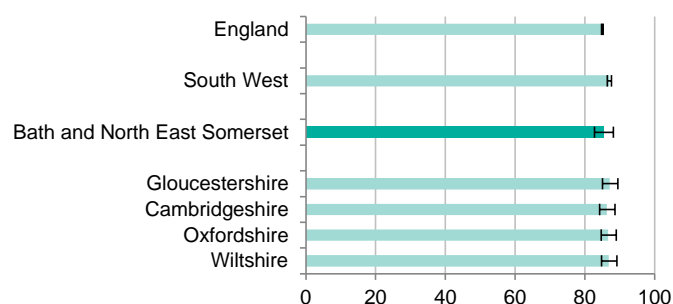 England
South West
Bath and North East Somerset
Gloucestershire
Cambridgeshire
Oxfordshire
Wiltshire
0 20 40 60 80 100